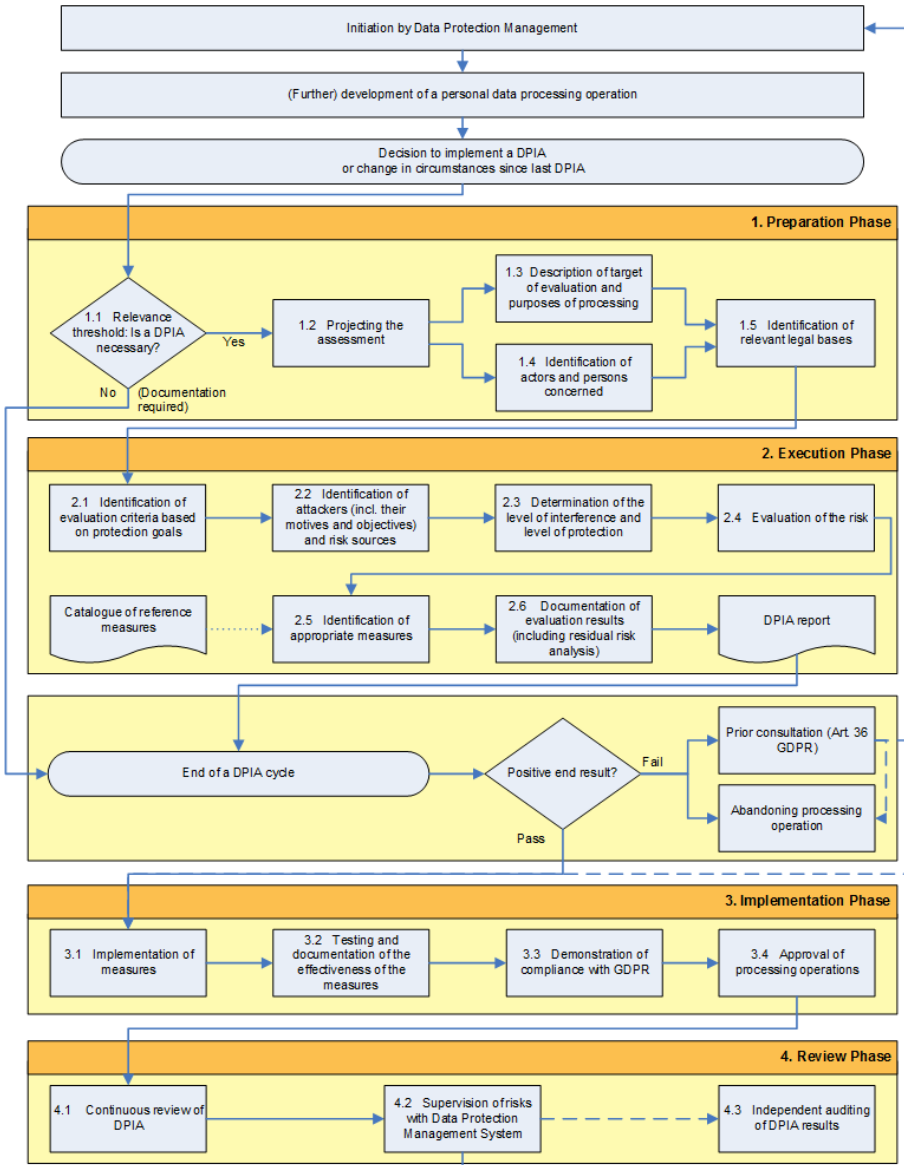 Initiation by Data Protection Management
(Further) development of a personal data processing operation
Decision to implement a DPIA
or change in circumstances since last DPIA
1. Preparation Phase
1.1 Relevance
threshold: Is a DPIA
necessary?
Yes
No
(Documentation
required)
1.2 Projecting the
assessment
1.3 Description of target
of evaluation and
purposes of processing
1.4 Identification of
actors and persons
concerned
1.5 Identification of
relevant legal bases
2. Execution Phase
2.1 Identification of
evaluation criteria based
on protection goals
2.2 Identification of
attackers (incl. their
motives and objectives)
and risk sources
2.3 Determination of the
level of interference and
level of protection
2.4 Evaluation of the risk
Catalogue of reference
measures
2.5 Identification of
appropriate measures
2.6 Documentation of
evaluation results
(including residual risk
analysis)
DPIA report
End of a DPIA cycle
Positive end result?
Fail
Pass
Prior consultation (Art. 36
GDPR)
Abandoning processing
operation
3. Implementation Phase
3.1 Implementation of
measures
3.2 Testing and
documentation of the
effectiveness of the
measures
3.3 Demonstration of
compliance with GDPR
3.4 Approval of
processing operations
4. Review Phase
4.1 Continuous review of
DPIA
4.2 Supervision of risks
with Data Protection
Management System
4.3 Independent auditing
of DPIA results